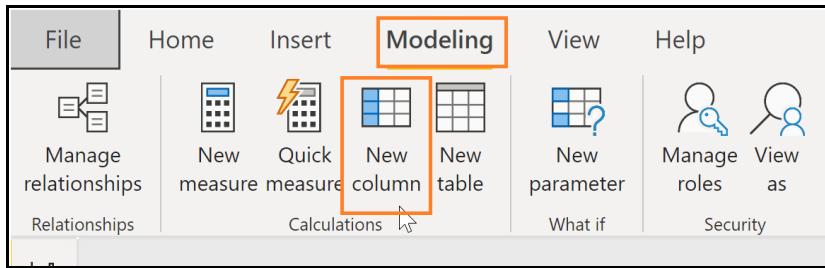 File Home Insert Modeling View Help
Manage New Quick New New New Manage View
relationships measure measure column table parameter roles as
Relationships Calculations What if Security